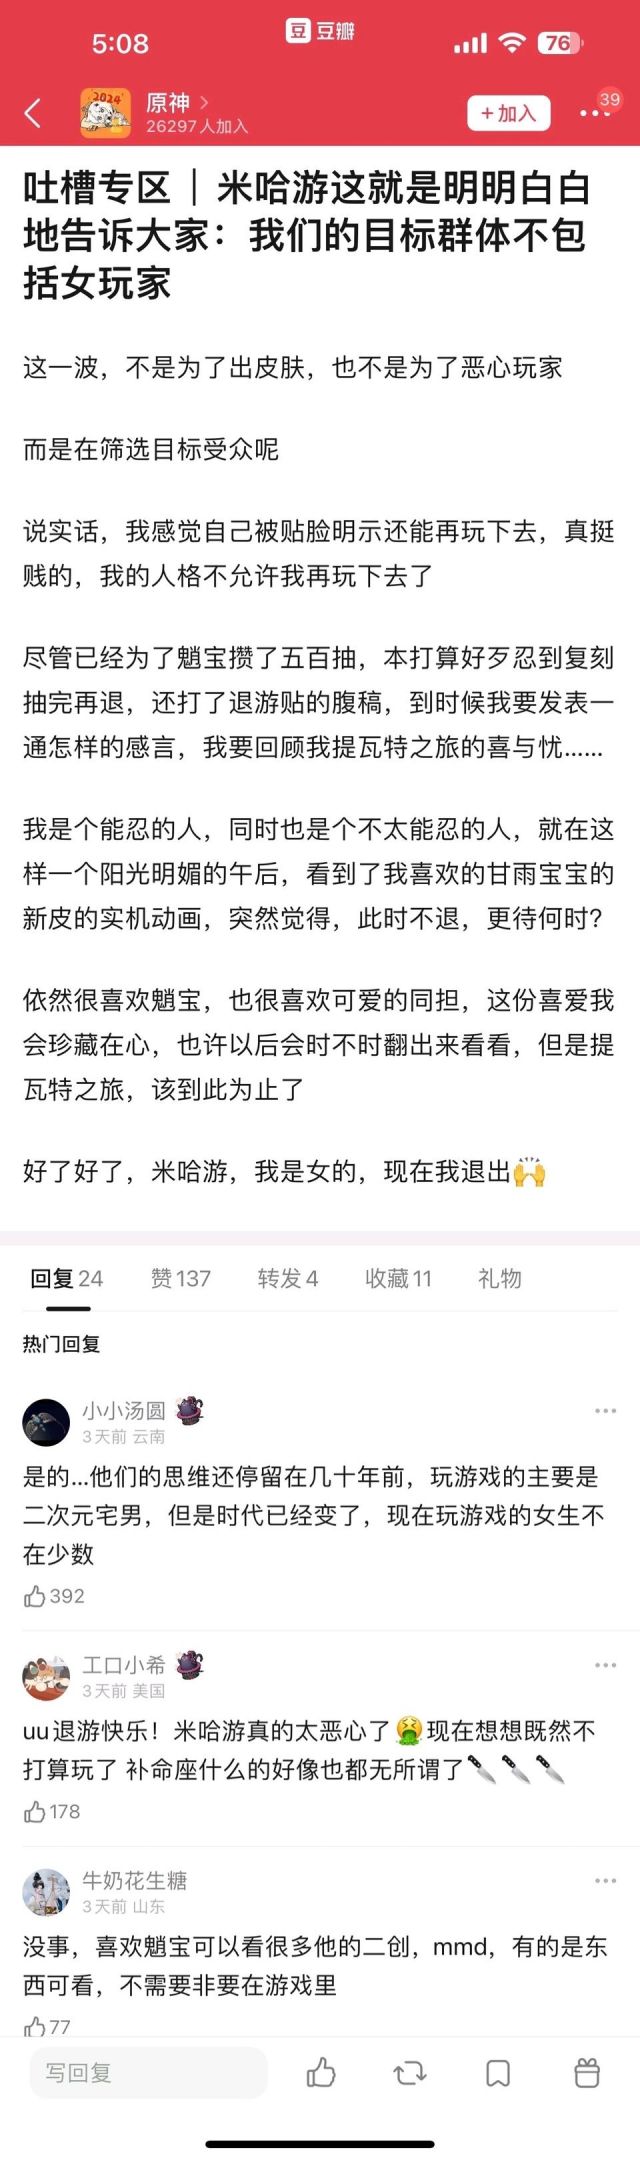 5:08
豆 豆瓣
76
原神
26297人加入
+加入
39
吐槽专区｜米哈游这就是明明白白
地告诉大家：我们的目标群体不包
括女玩家
这一波，不是为了出皮肤，也不是为了恶心玩家
而是在筛选目标受众呢
说实话，我感觉自己被贴脸明示还能再玩下去，真挺
贱的，我的人格不允许我再玩下去了
尽管已经为了魈宝攒了五百抽，本打算好歹忍到复刻
抽完再退，还打了退游贴的腹稿，到时候我要发表一
通怎样的感言，我要回顾我提瓦特之旅的喜与忧……
我是个能忍的人，同时也是个不太能忍的人，就在这
样一个阳光明媚的午后，看到了我喜欢的甘雨宝宝的
新皮的实机动画，突然觉得，此时不退，更待何时？
依然很喜欢魈宝，也很喜欢可爱的同担，这份喜爱我
会珍藏在心，也许以后会时不时翻出来看看，但是提
瓦特之旅，该到此为止了
好了好了，米哈游，我是女的，现在我退出🙌
回复 24 赞 137 转发 4 收藏 11 礼物
热门回复
小小汤圆
3天前 云南
是的...他们的思维还停留在几十年前，玩游戏的主要是
二次元宅男，但是时代已经变了，现在玩游戏的女生不
在少数
392
工口小希
3天前 美国
uu退游快乐！米哈游真的太恶心了🤮现在想想既然不
打算玩了 补命座什么的好像也都无所谓了🔪🔪🔪
178
牛奶花生糖
3天前 山东
没事，喜欢魈宝可以看很多他的二创，mmd，有的是东
西可看，不需要非要在游戏里
77
写回复